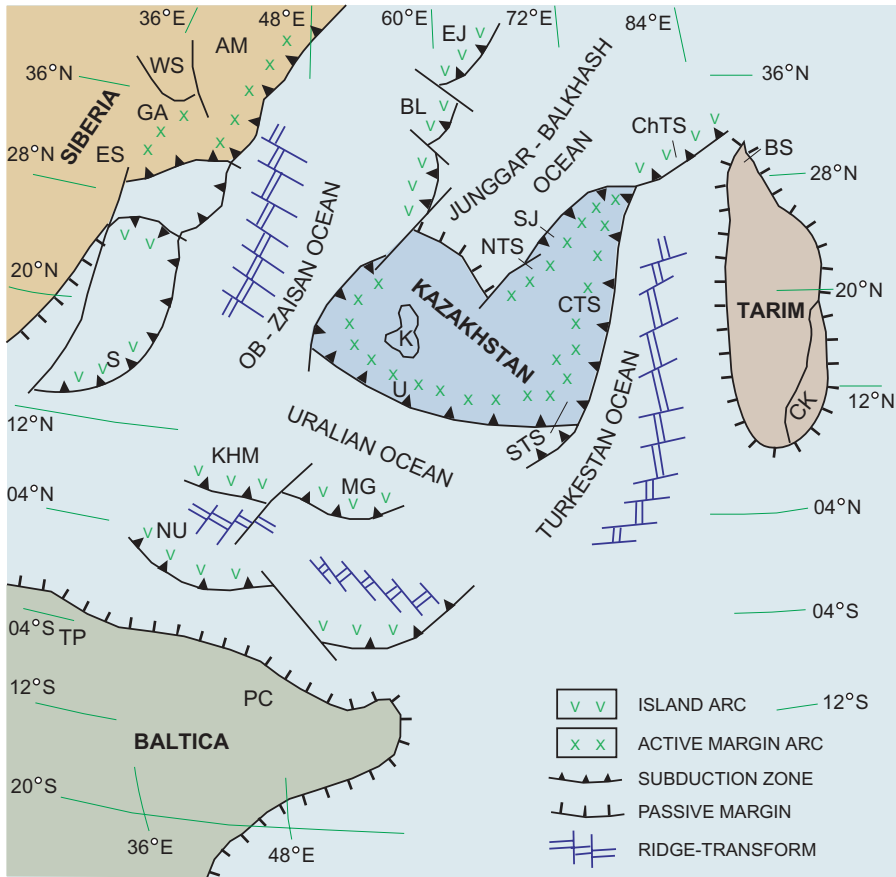 36°E
48°E
60°E
72°E
84°E
EJ
AM
WS
36°N
36°N
GA
BL
ChTS
SIBERIA
JUNGGAR - BALKHASH
OCEAN
BS
ES
28°N
28°N
SJ
NTS
OB - ZAISAN OCEAN
20°N
20°N
KAZAKHSTAN
CTS
TARIM
K
S
U
CK
12°N
12°N
URALIAN OCEAN
STS
TURKESTAN OCEAN
KHM
MG
04°N
04°N
NU
04°S
04°S
TP
PC
12°S
12°S
BALTICA
20°S
36°E
48°E
ISLAND ARC
ACTIVE MARGIN ARC
SUBDUCTION ZONE
PASSIVE MARGIN
RIDGE-TRANSFORM